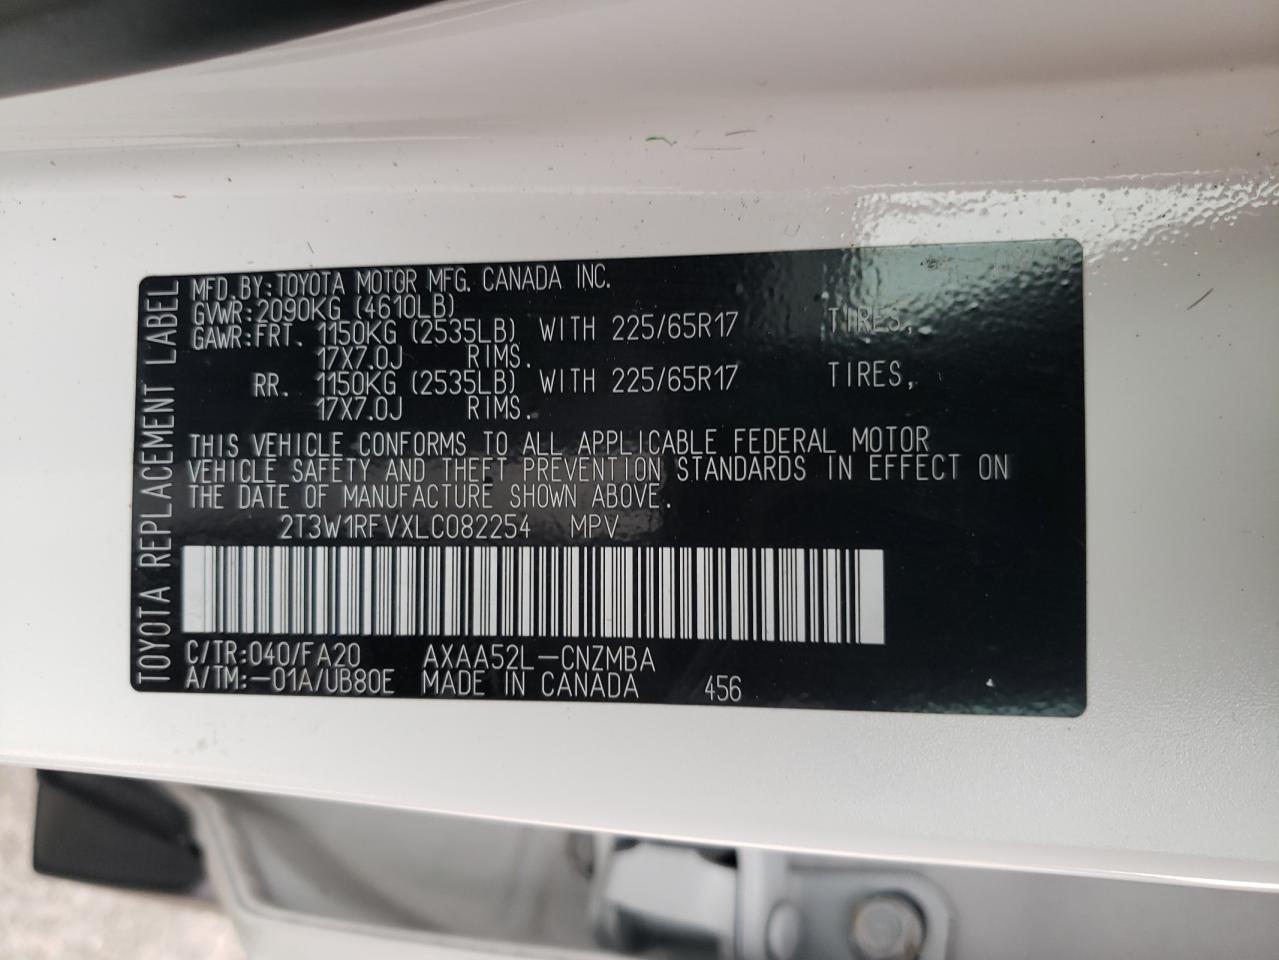 TOYOTA REPLACEMENT LABEL
MFD. BY: TOYOTA MOTOR MFG. CANADA INC.
GVWR: 2090KG (4610LB)
GAWR: FRT. 1150KG (2535LB) WITH 225/65R17 TIRES,
17X7.0J RIMS.
RR. 1150KG (2535LB) WITH 225/65R17 TIRES,
17X7.0J RIMS.
THIS VEHICLE CONFORMS TO ALL APPLICABLE FEDERAL MOTOR
VEHICLE SAFETY AND THEFT PREVENTION STANDARDS IN EFFECT ON
THE DATE OF MANUFACTURE SHOWN ABOVE.
2T3W1RFVXLC082254 MPV
C/TR:040/FA20 AXAA52L-CNZMBA
A/TM:-01A/UB80E MADE IN CANADA 456